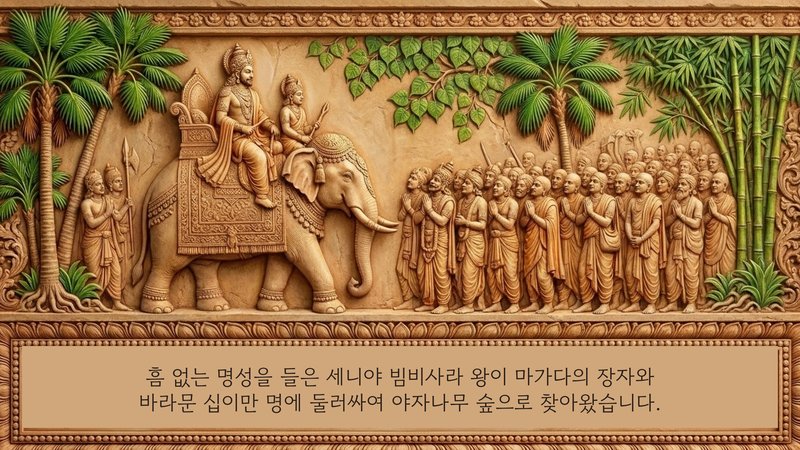 흠 없는 명성을 들은 세니야 빔비사라 왕이 마가다의 장자와
바라문 십이만 명에 둘러싸여 야자나무 숲으로 찾아왔습니다.